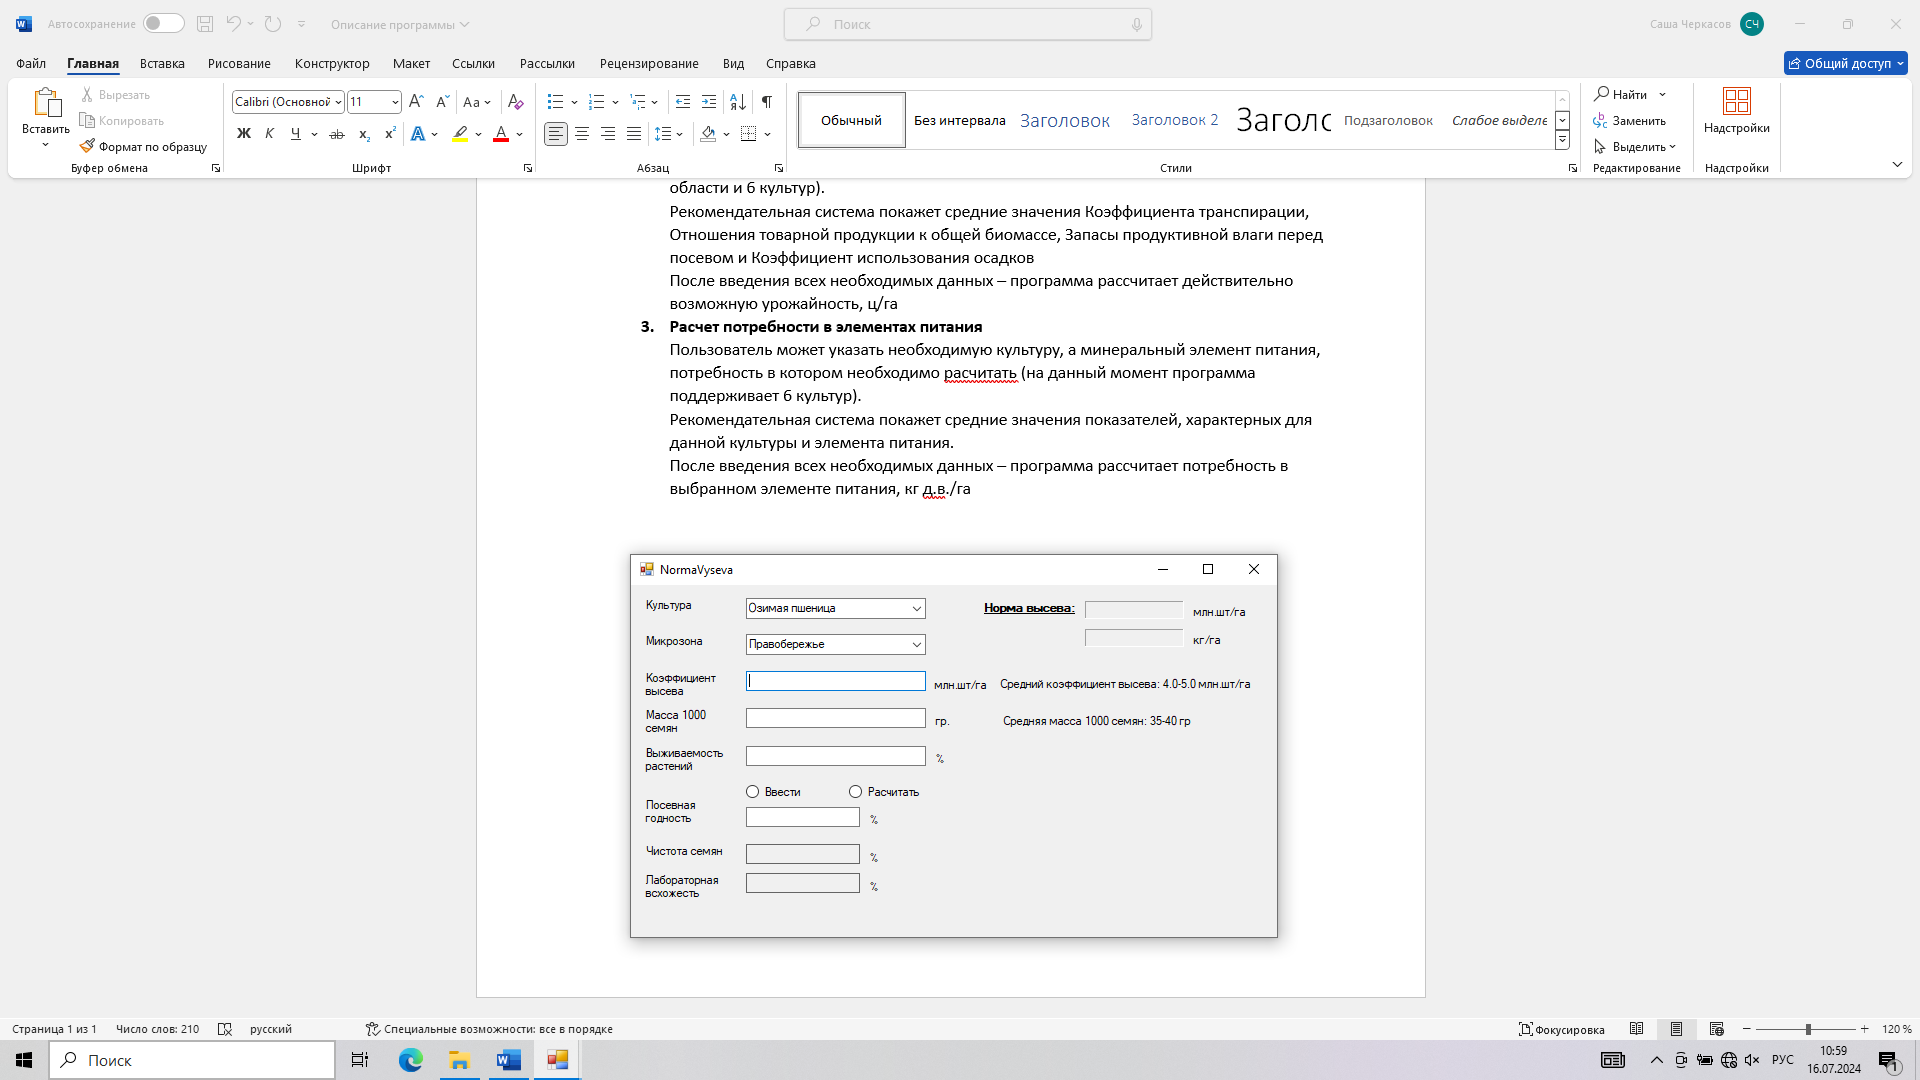 Автосохранение
Описание программы
Поиск
Саша Черкасов
СЧ
Файл Главная Вставка Рисование Конструктор Макет Ссылки Рассылки Рецензирование Вид Справка
Общий доступ
Вставить
Вырезать
Копировать
Формат по образцу
Буфер обмена
Calibri (Основной 11
Шрифт
Абзац
Обычный
Без интервала
Заголовок
Заголовок 2
Заголо
Подзаголовок
Слабое выделе
Стили
Найти
Заменить
Выделить
Редактирование
Надстройки
Надстройки
области и 6 культур).
Рекомендательная система покажет средние значения Коэффициента транспирации,
Отношения товарной продукции к общей биомассе, Запасы продуктивной влаги перед
посевом и Коэффициент использования осадков
После введения всех необходимых данных – программа рассчитает действительно
возможную урожайность, ц/га
3. Расчет потребности в элементах питания
Пользователь может указать необходимую культуру, а минеральный элемент питания,
потребность в котором необходимо расчитать (на данный момент программа
поддерживает 6 культур).
Рекомендательная система покажет средние значения показателей, характерных для
данной культуры и элемента питания.
После введения всех необходимых данных – программа рассчитает потребность в
выбранном элементе питания, кг д.в./га
NormaVyseva
Культура
Озимая пшеница
Норма высева:
млн.шт/га
Микрозона
Правобережье
кг/га
Коэффициент
высева
млн.шт/га
Средний коэффициент высева: 4.0-5.0 млн.шт/га
Масса 1000
семян
гр.
Средняя масса 1000 семян: 35-40 гр
Выживаемость
растений
%
Ввести
Расчитать
Посевная
годность
%
Чистота семян
%
Лабораторная
всхожесть
%
Страница 1 из 1
Число слов: 210
русский
Специальные возможности: все в порядке
Фокусировка
120 %
Поиск
РУС
10:59
16.07.2024
1